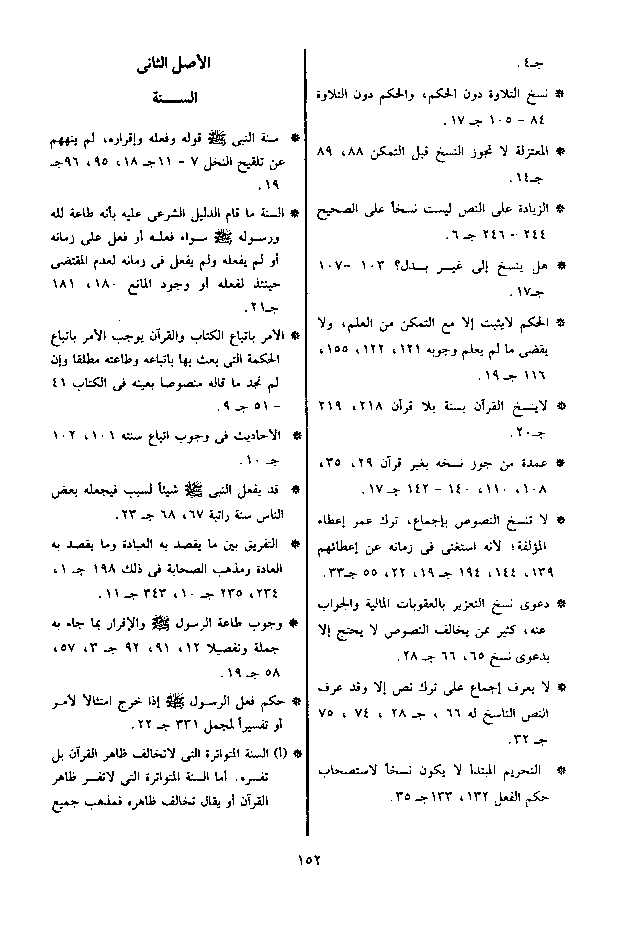 جـ٤ .
* نسخ التلاوة دون الحكم، والحكم دون التلاوة
٨٤ – ١٠٥ جـ ١٧ .
* المعتزلة لا تجوز النسخ قبل التمكن ٨٨، ٨٩
جـ١٤ .
* الزيادة على النص ليست نسخاً على الصحيح
٢٤٤ – ٢٤٦ جـ ٦ .
* هل ينسخ إلى غيـر بـدل؟ ١٠٣ –١٠٧
جـ١٧ .
* الحكم لايثبت إلا مع التمكن من العلم، ولا
يقضى ما لم يعلم وجوبه ١٢١ ، ١٢٢ ، ١٥٥ ،
١١٦ جـ ١٩ .
* لاينسخ القرآن بسنة بلا قرآن ٢١٨ ، ٢١٩
جـ٢٠ .
* عمدة من جوز نسخه بغير قرآن ٢٩ ، ٣٥ ،
١٠٨ ، ١١٠ ، ١٤٠ – ١٤٢ جـ ١٧ .
* لا تنسخ النصوص بإجماع، ترك عمر إعطاء
المؤلفة؛ لأنه استغنى فى زمانه عن إعطائهم
١٣٩ ، ١٤٤ ، ١٩٤ جـ ١٩ ، ٢٢ ، ٥٥ جـ٣٣ .
* دعوى نسخ التعزير بالعقوبات المالية والجواب
عنه، كثير ممن يخالف النصوص لا يحتج إلا
بدعوى نسخ ٦٥ ، ٦٦ جـ ٢٨ .
* لا يعرف إجماع على ترك نص إلا وقد عرف
النص الناسخ له ٦٦ ، جـ ٢٨ ، ٧٤ ، ٧٥
جـ ٣٢ .
* التحريم المبتدأ لا يكون نسخاً لاستصحاب
حكم الفعل ١٣٢ ، ١٣٣ جـ ٣٥ .
الأصل الثانى
الســـنة
* سنة النبى ﷺ قوله وفعله وإقراره، لم ينههم
عن تلقيح النخل ٧ – ١١ جـ ١٨ ، ٩٥ ، ٩٦ جـ
١٩ .
* السنة ما قام الدليل الشرعى عليه بأنه طاعة لله
ورسوله ﷺ سواء فعله أو فعل على زمانه
أو لم يفعله ولم يفعل فى زمانه لعدم المقتضى
حينئذ لفعله أو وجود المانع ١٨٠ ، ١٨١
جـ٢١ .
* الأمر باتباع الكتاب والقرآن يوجب الأمر باتباع
الحكمة التى بعث بها باتباعه وطاعته مطلقا وإن
لم نجد ما قاله منصوصا بعينه فى الكتاب ٤١
– ٥١ جـ ٩ .
* الأحاديث فى وجوب اتباع سنته ١٠١ ، ١٠٢
جـ ١٠ .
* قد يفعل النبى ﷺ شيئاً لسبب فيجعله بعض
الناس سنة راتبة ٦٧ ، ٦٨ جـ ٢٣ .
* التفريق بين ما يقصد به العبادة وما يقصد به
العادة ومذهب الصحابة فى ذلك ١٩٨ جـ ١ ،
٢٣٤ ، ٢٣٥ جـ ١٠ ، ٣٤٣ جـ ١١ .
* وجوب طاعة الرسول ﷺ والإقرار بما جاء به
جملة وتفصيلا ١٢ ، ٩١ ، ٩٢ جـ ٣ ، ٥٧ ،
٥٨ جـ ١٩ .
* حكم فعل الرسول ﷺ إذا خرج امتثالاً لأمر
أو تفسيراً لمجمل ٣٣١ جـ ٢٢ .
* (أ) السنة المتواترة التى لاتخالف ظاهر القرآن بل
تفسره. أما السنة المتواترة التى لاتفسر ظاهر
القرآن أو يقال تخالف ظاهره فمذهب جميع
١٥٢